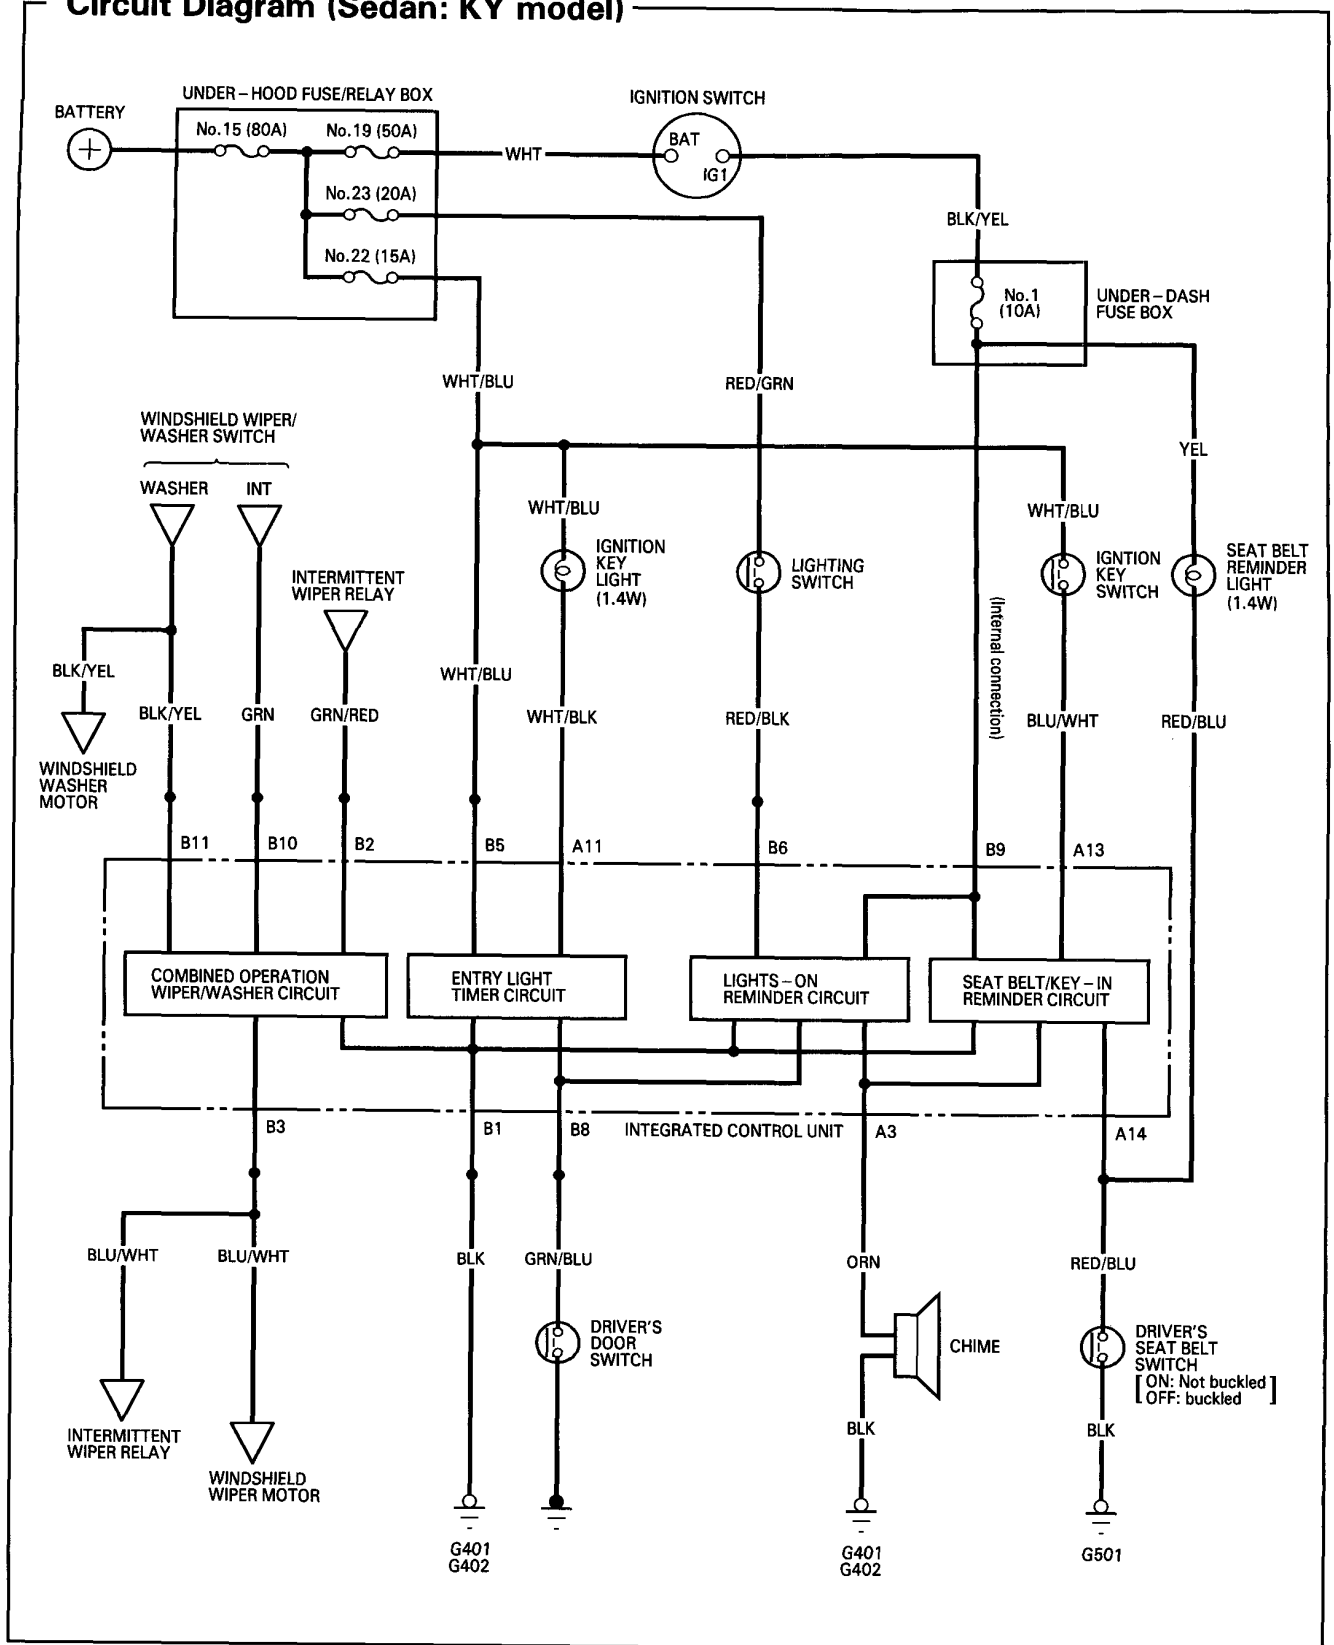 Circuit Diagram (Sedan: KY model)
UNDER-HOOD FUSE/RELAY BOX
IGNITION SWITCH
BATTERY
No.15 (80A)
No.19 (50A)
WHT
BAT
IG1
No.23 (20A)
BLK/YEL
No.22 (15A)
No.1
(10A)
UNDER-DASH
FUSE BOX
WHT/BLU
RED/GRN
WINDSHIELD WIPER/
WASHER SWITCH
YEL
WASHER
INT
WHT/BLU
WHT/BLU
IGNITION
KEY
LIGHT
(1.4W)
LIGHTING
SWITCH
IGNTION
KEY
SWITCH
SEAT BELT
REMINDER
LIGHT
(1.4W)
INTERMITTENT
WIPER RELAY
(Internal connection)
BLK/YEL
WHT/BLU
BLK/YEL
GRN
GRN/RED
WHT/BLK
RED/BLK
BLU/WHT
RED/BLU
WINDSHIELD
WASHER
MOTOR
B11
B10
B2
B5
A11
B6
B9
A13
COMBINED OPERATION
WIPER/WASHER CIRCUIT
ENTRY LIGHT
TIMER CIRCUIT
LIGHTS-ON
REMINDER CIRCUIT
SEAT BELT/KEY-IN
REMINDER CIRCUIT
B3
B1
B8
INTEGRATED CONTROL UNIT
A3
A14
BLU/WHT
BLU/WHT
BLK
GRN/BLU
ORN
RED/BLU
DRIVER'S
DOOR
SWITCH
CHIME
DRIVER'S
SEAT BELT
SWITCH
[ON: Not buckled]
[OFF: buckled]
INTERMITTENT
WIPER RELAY
BLK
BLK
WINDSHIELD
WIPER MOTOR
G401
G402
G401
G402
G501